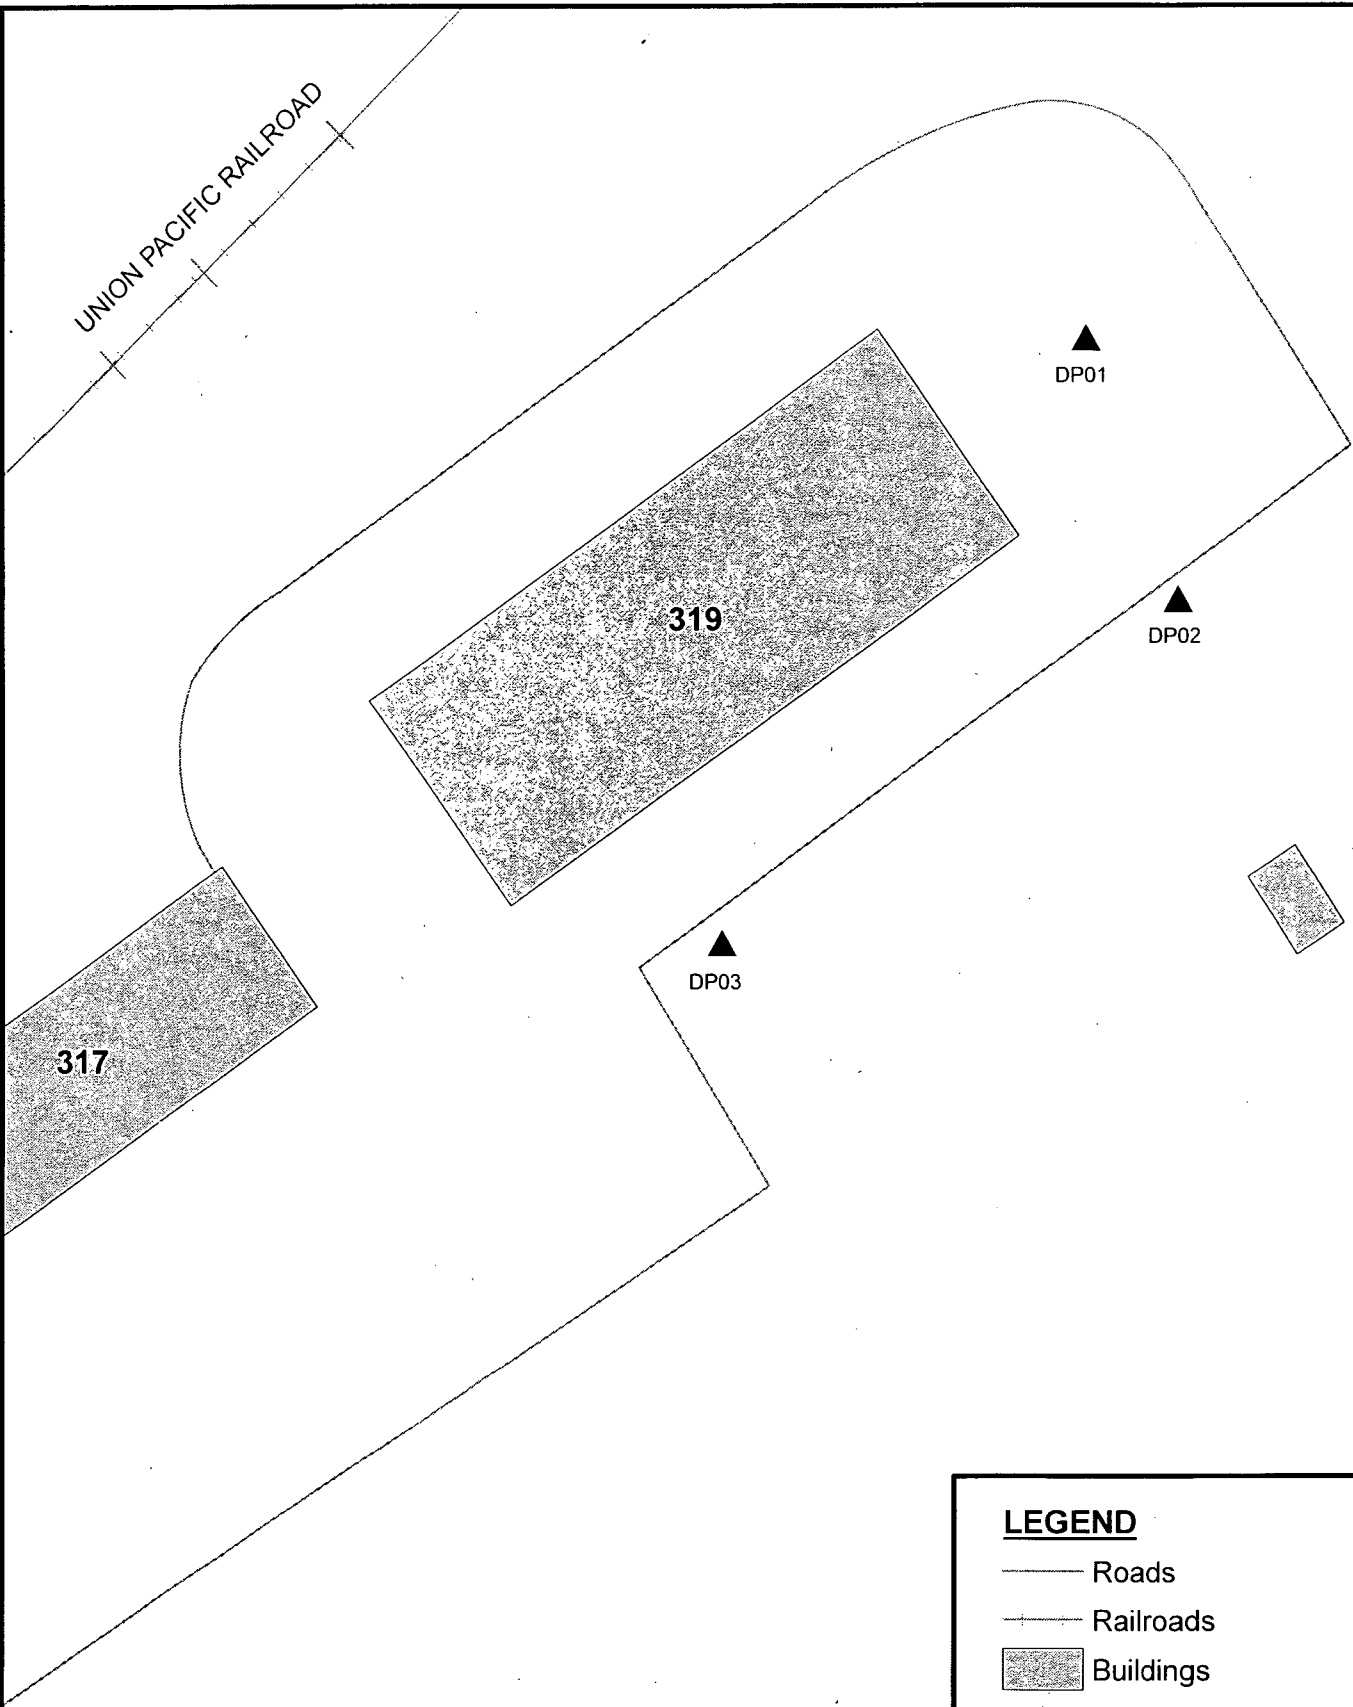 UNION PACIFIC RAILROAD
DP01
319
DP02
DP03
317
LEGEND
Roads
Railroads
Buildings